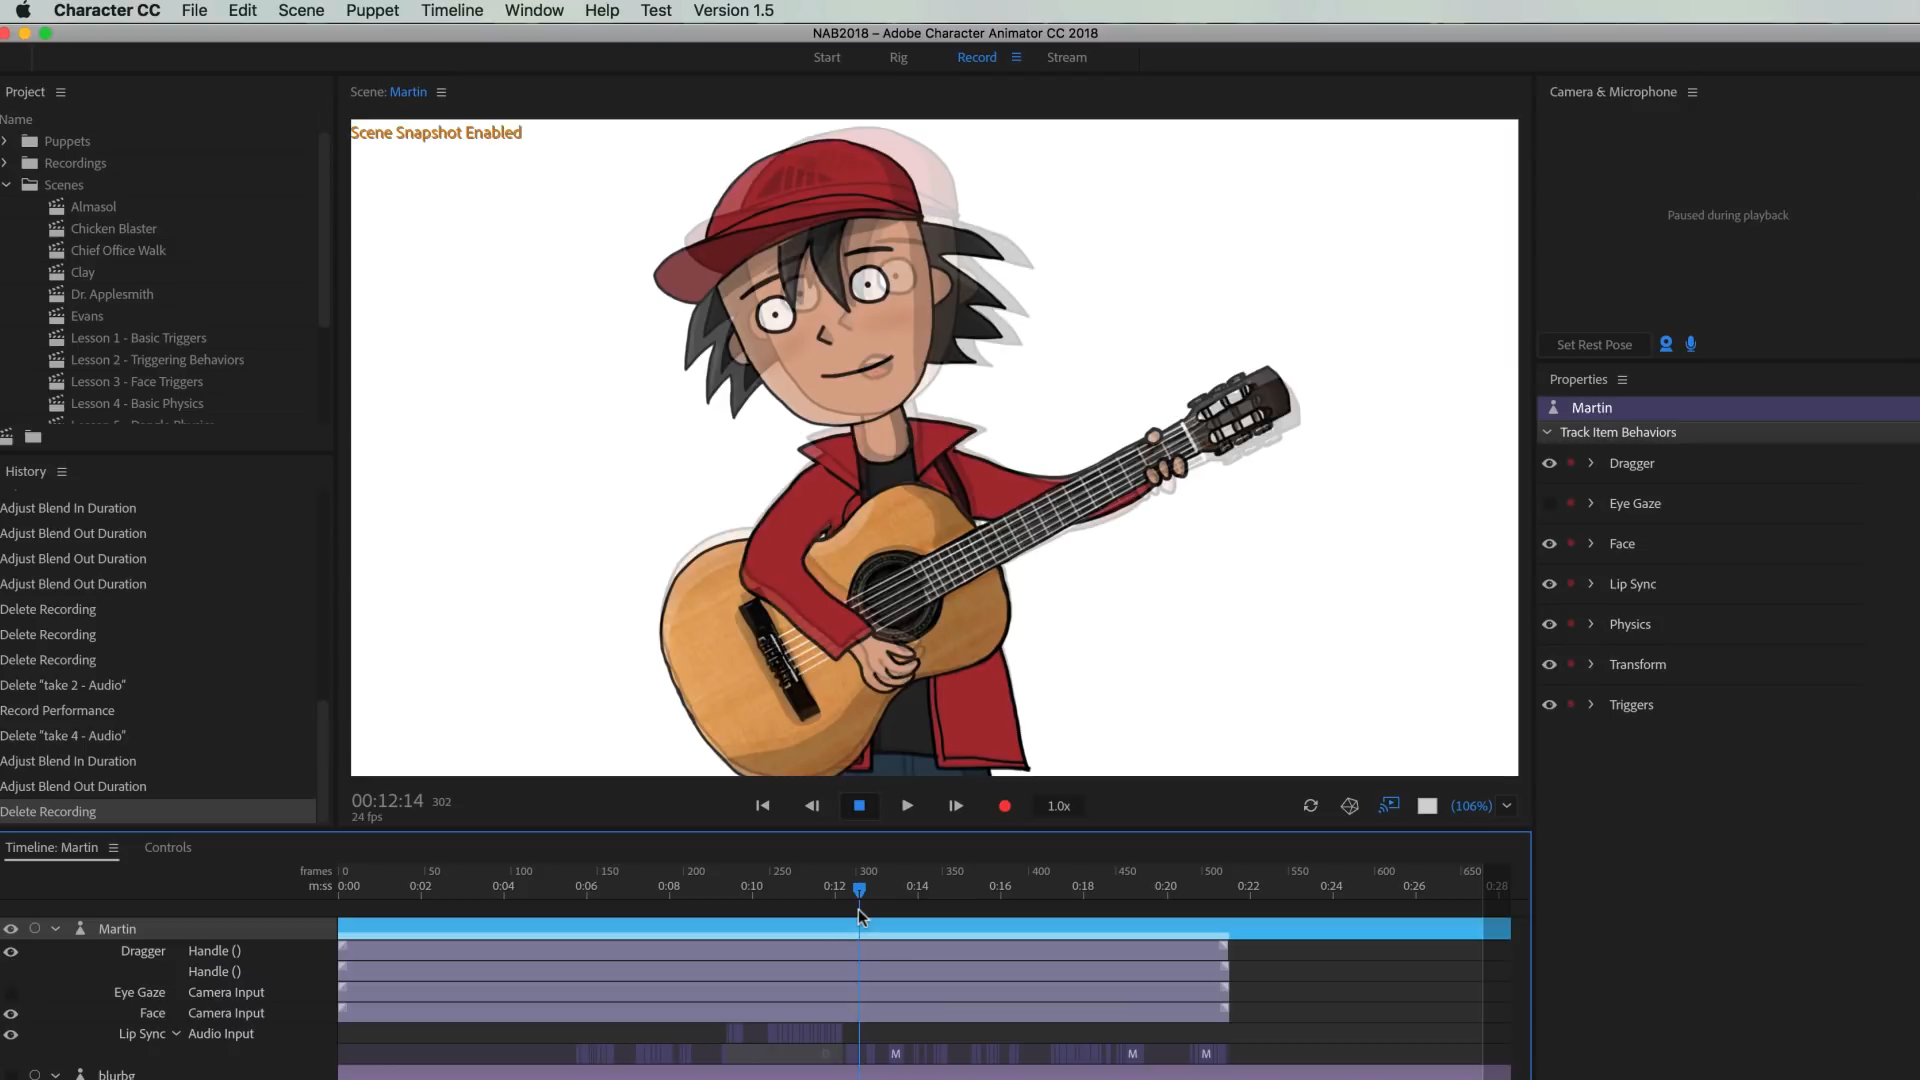 Character CC File Edit Scene Puppet Timeline Window Help Test Version 1.5
NAB2018 – Adobe Character Animator CC 2018
Start Rig Record Stream
Project
Name
Puppets
Recordings
Scenes
Almasol
Chicken Blaster
Chief Office Walk
Clay
Dr. Applesmith
Evans
Lesson 1 - Basic Triggers
Lesson 2 - Triggering Behaviors
Lesson 3 - Face Triggers
Lesson 4 - Basic Physics
History
Adjust Blend In Duration
Adjust Blend Out Duration
Adjust Blend Out Duration
Adjust Blend Out Duration
Delete Recording
Delete Recording
Delete Recording
Delete "take 2 - Audio"
Record Performance
Delete "take 4 - Audio"
Adjust Blend In Duration
Adjust Blend Out Duration
Delete Recording
Scene: Martin
Scene Snapshot Enabled
00:12:14 302
24 fps
1.0x
(106%)
Camera & Microphone
Paused during playback
Set Rest Pose
Properties
Martin
Track Item Behaviors
Dragger
Eye Gaze
Face
Lip Sync
Physics
Transform
Triggers
Timeline: Martin Controls
frames 0 50 100 150 200 250 300 350 400 450 500 550 600 650
m:ss 0:00 0:02 0:04 0:06 0:08 0:10 0:12 0:14 0:16 0:18 0:20 0:22 0:24 0:26 0:28
Martin
Dragger Handle ()
Handle ()
Eye Gaze Camera Input
Face Camera Input
Lip Sync Audio Input
M M M
blurbg